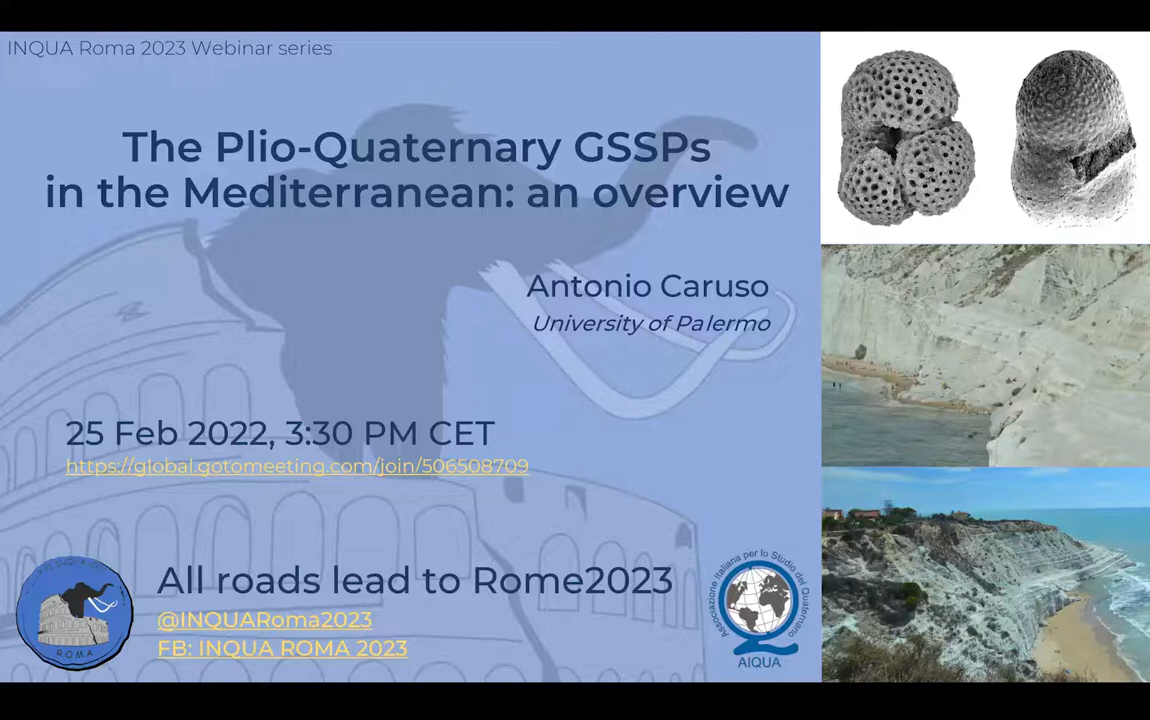 INQUA Roma 2023 Webinar series
The Plio-Quaternary GSSPs
in the Mediterranean: an overview
Antonio Caruso
University of Palermo
25 Feb 2022, 3:30 PM CET
https://global.gotomeeting.com/join/506508709
All roads lead to Rome2023
@INQUARoma2023
FB: INQUA ROMA 2023
ROMA
Associazione Italiana per lo Studio del Quaternario
AIQUA